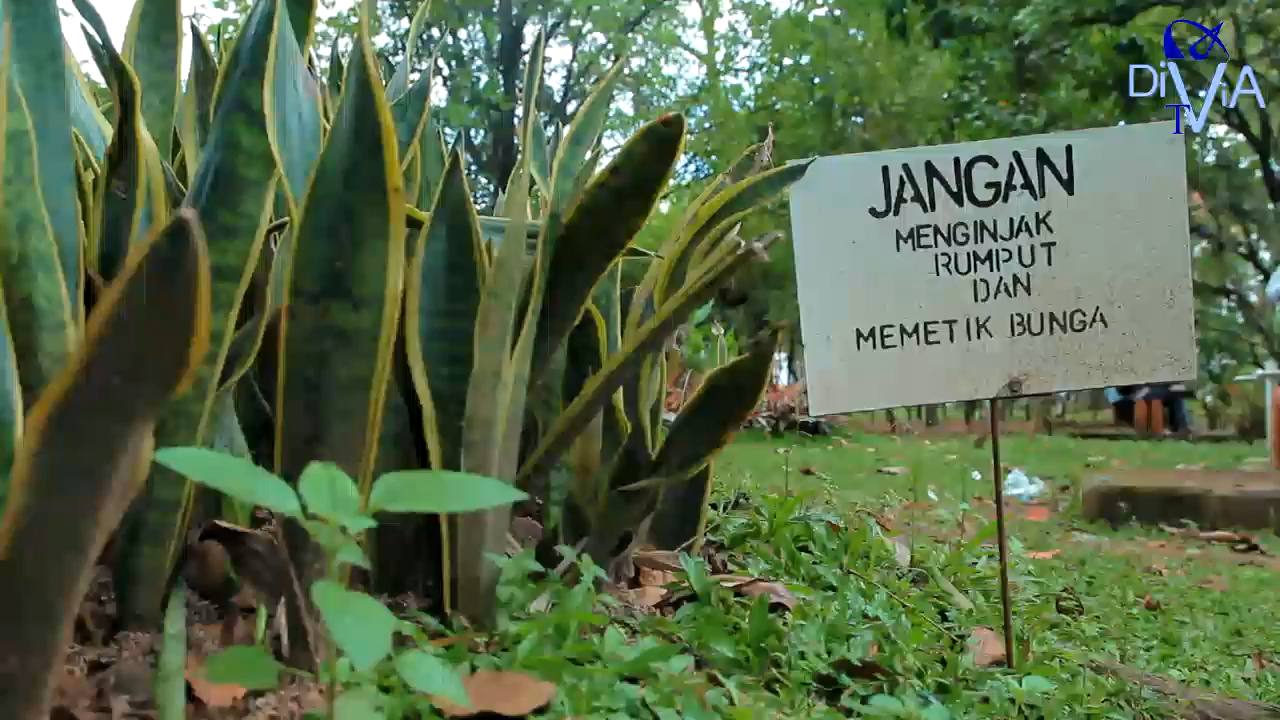 DiViA
TV
JANGAN
MENGINJAK
RUMPUT
DAN
MEMETIK BUNGA